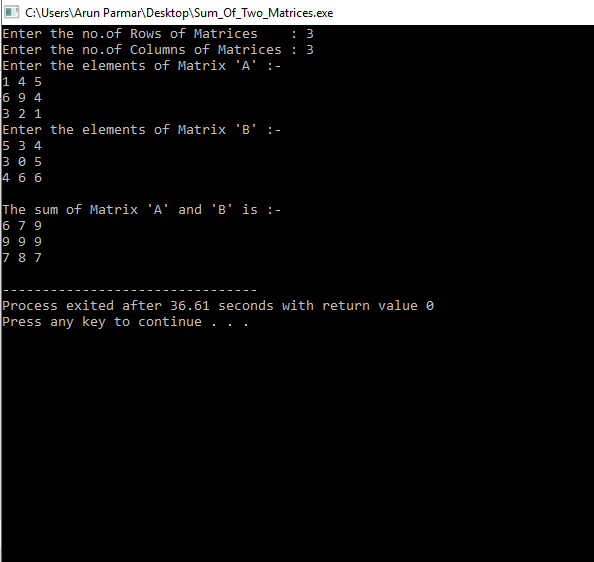 C:\Users\Arun Parmar\Desktop\Sum_Of_Two_Matrices.exe
Enter the no.of Rows of Matrices    : 3
Enter the no.of Columns of Matrices : 3
Enter the elements of Matrix 'A' :-
1 4 5
6 9 4
3 2 1
Enter the elements of Matrix 'B' :-
5 3 4
3 0 5
4 6 6
The sum of Matrix 'A' and 'B' is :-
6 7 9
9 9 9
7 8 7
--------------------------------
Process exited after 36.61 seconds with return value 0
Press any key to continue . . .